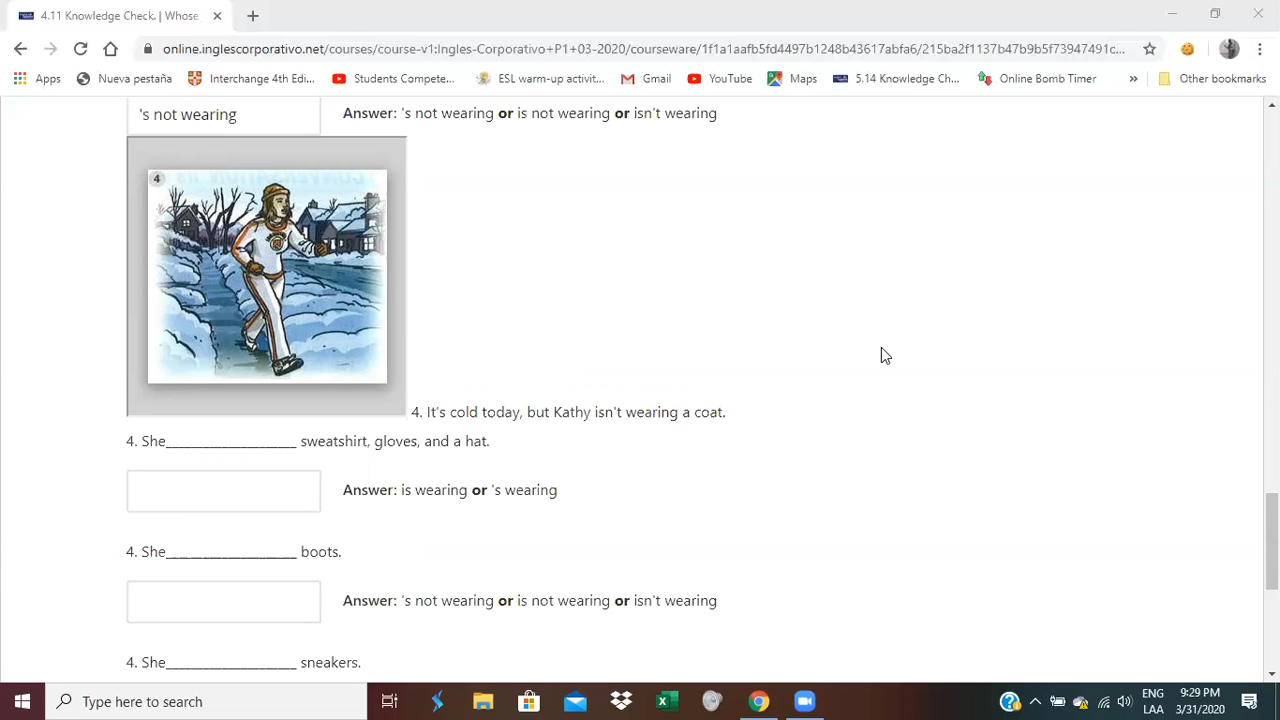 4.11 Knowledge Check. | Whose
online.inglescorporativo.net/courses/course-v1:Ingles-Corporativo+P1+03-2020/courseware/1f1a1aafb5fd4497b1248b43617abfa6/215ba2f1137b47b9b5f73947491c...
Apps Nueva pestaña Interchange 4th Edi... Students Compete... ESL warm-up activit... Gmail YouTube Maps 5.14 Knowledge Ch... Online Bomb Timer » Other bookmarks
's not wearing Answer: 's not wearing or is not wearing or isn't wearing
4
4. It's cold today, but Kathy isn't wearing a coat.
4. She____________________ sweatshirt, gloves, and a hat.
Answer: is wearing or 's wearing
4. She____________________ boots.
Answer: 's not wearing or is not wearing or isn't wearing
4. She____________________ sneakers.
Type here to search
ENG 9:29 PM
LAA 3/31/2020